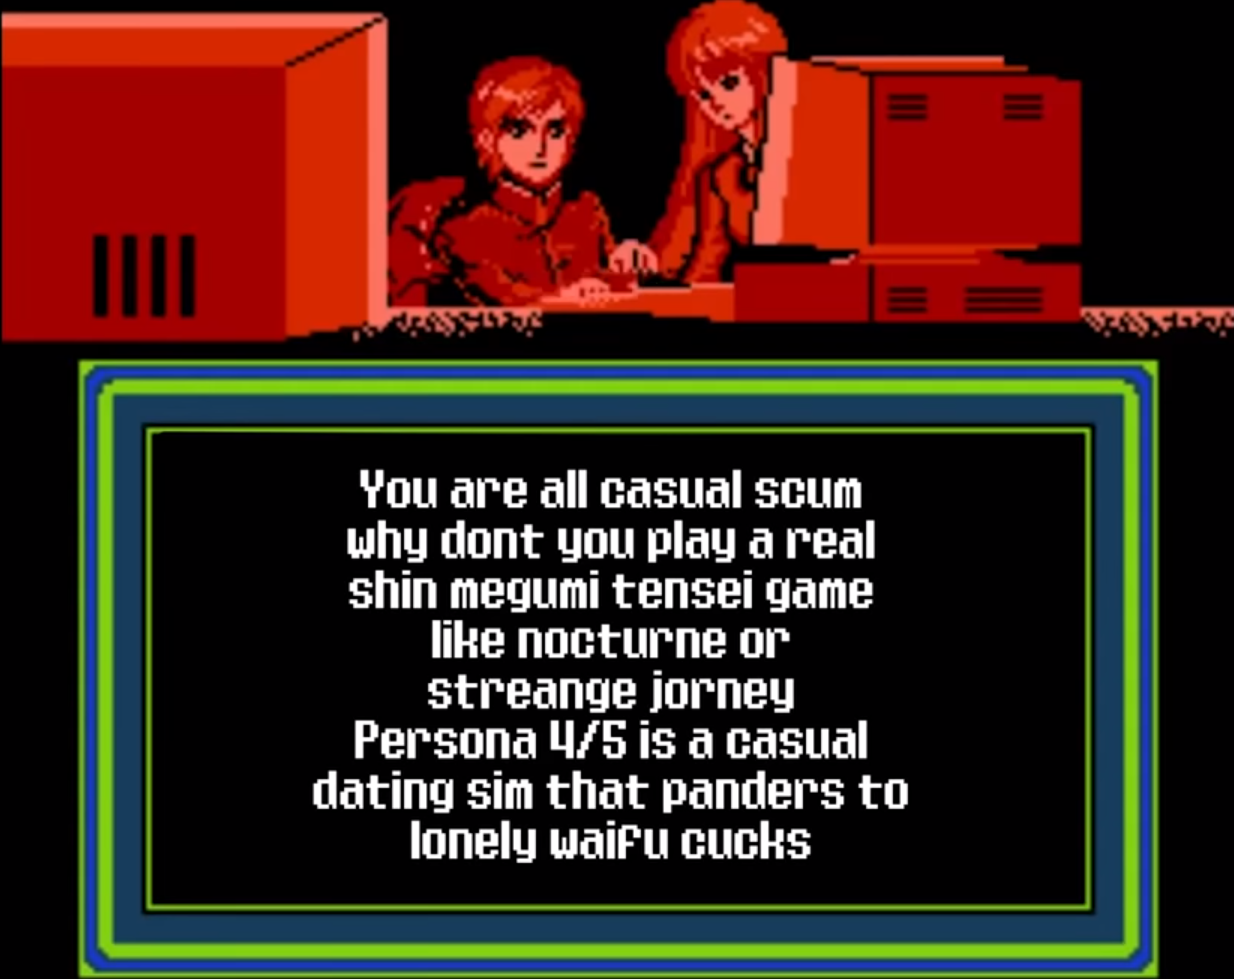 You are all casual scum
why dont you play a real
shin megumi tensei game
like nocturne or
streange jorney
Persona 4/5 is a casual
dating sim that panders to
lonely waifu cucks